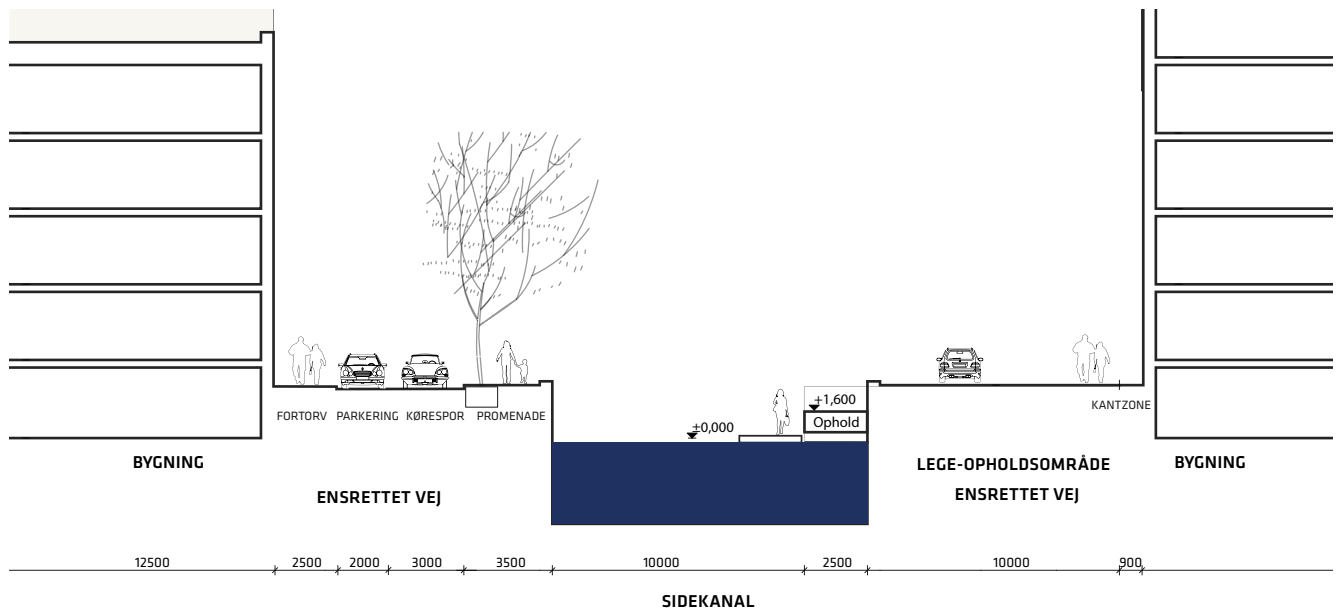 ±1,600
Ophold
±0,000
FORTORV PARKERING KØRESPOR PROMENADE
KANTZONE
BYGNING
LEGE-OPHOLDSOMRÅDE
BYGNING
ENSRETTET VEJ
ENSRETTET VEJ
12500 2500 2000 3000 3500 10000 2500 10000 900
SIDEKANAL